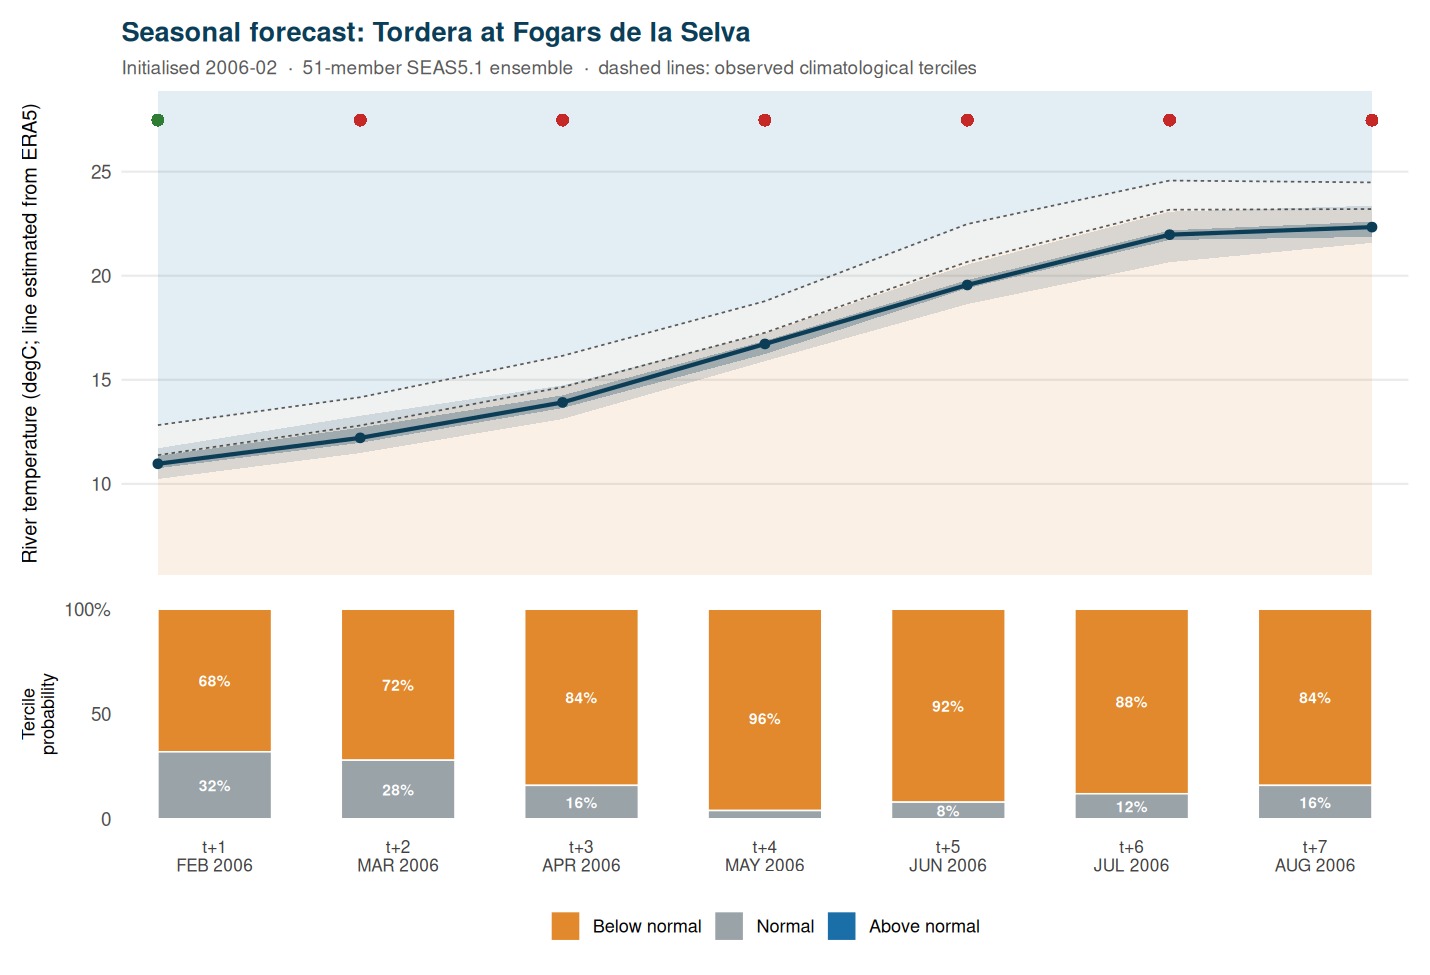 Seasonal forecast: Tordera at Fogars de la Selva
Initialised 2006-02 · 51-member SEAS5.1 ensemble · dashed lines: observed climatological terciles
River temperature (degC; line estimated from ERA5)
25
20
15
10
Tercile
probability
100%
50
0
68%
72%
84%
96%
92%
88%
84%
32%
28%
16%
8%
12%
16%
t+1
FEB 2006
t+2
MAR 2006
t+3
APR 2006
t+4
MAY 2006
t+5
JUN 2006
t+6
JUL 2006
t+7
AUG 2006
Below normal
Normal
Above normal